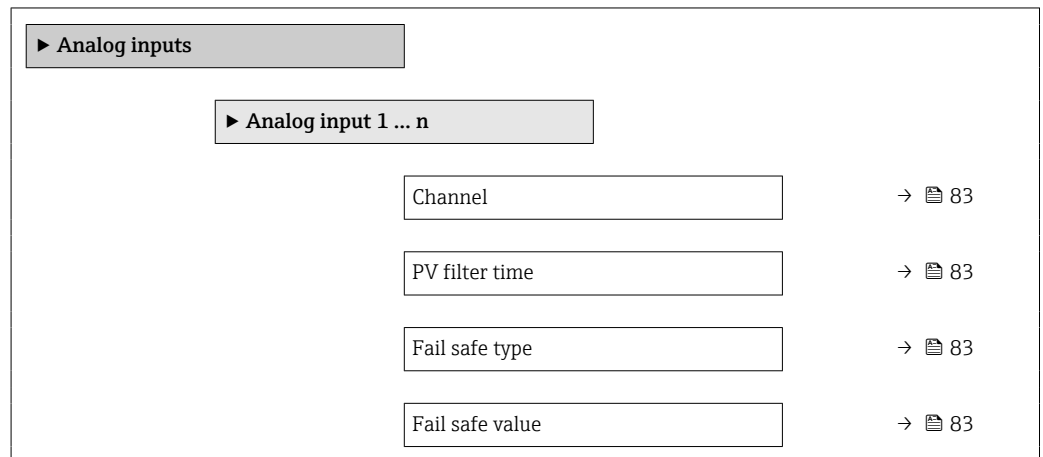 ▶ Analog inputs
▶ Analog input 1 … n
Channel → 83
PV filter time → 83
Fail safe type → 83
Fail safe value → 83